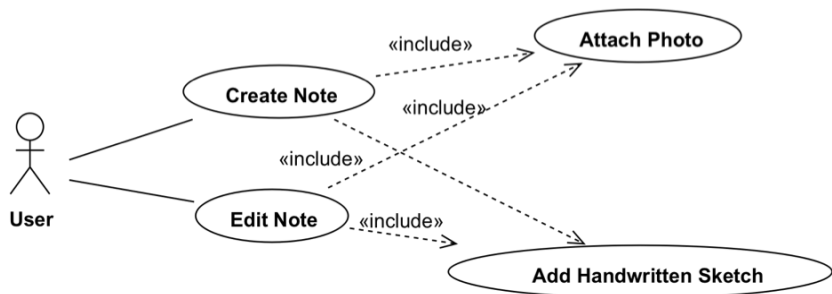 «include»
Attach Photo
Create Note
«include»
«include»
User
Edit Note
«include»
Add Handwritten Sketch